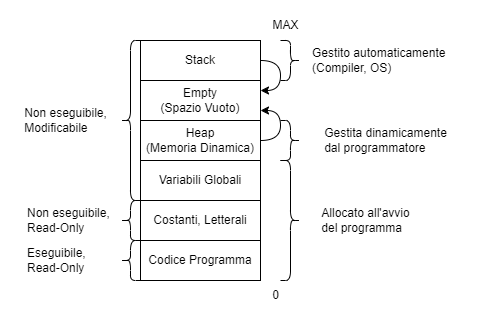 MAX
Stack
Gestito automaticamente
(Compiler, OS)
Empty
(Spazio Vuoto)
Non eseguibile,
Modificabile
Heap
(Memoria Dinamica)
Gestita dinamicamente
dal programmatore
Variabili Globali
Non eseguibile,
Read-Only
Costanti, Letterali
Allocato all'avvio
del programma
Eseguibile,
Read-Only
Codice Programma
0